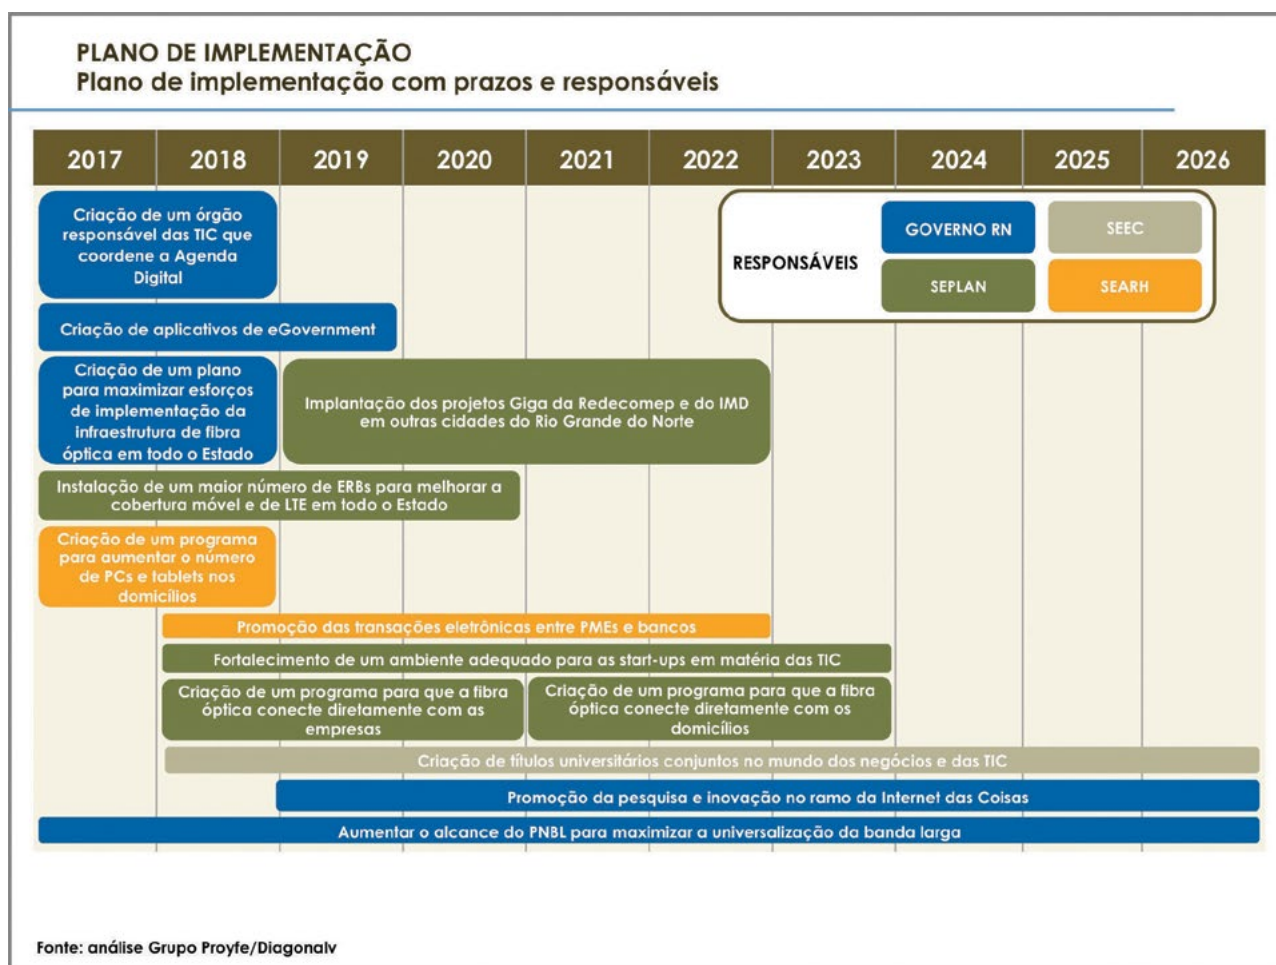 PLANO DE IMPLEMENTAÇÃO
Plano de implementação com prazos e responsáveis
2017 2018 2019 2020 2021 2022 2023 2024 2025 2026
Criação de um órgão
responsável das TIC que
coordene a Agenda
Digital
RESPONSÁVEIS
GOVERNO RN
SEEC
SEPLAN
SEARH
Criação de aplicativos de eGovernment
Criação de um plano
para maximizar esforços
de implementação da
infraestrutura de fibra
óptica em todo o Estado
Implantação dos projetos Giga da Redecomep e do IMD
em outras cidades do Rio Grande do Norte
Instalação de um maior número de ERBs para melhorar a
cobertura móvel e de LTE em todo o Estado
Criação de um programa
para aumentar o número
de PCs e tablets nos
domicílios
Promoção das transações eletrônicas entre PMEs e bancos
Fortalecimento de um ambiente adequado para as start-ups em matéria das TIC
Criação de um programa para que a fibra
óptica conecte diretamente com as
empresas
Criação de um programa para que a fibra
óptica conecte diretamente com os
domicílios
Criação de títulos universitários conjuntos no mundo dos negócios e das TIC
Promoção da pesquisa e inovação no ramo da Internet das Coisas
Aumentar o alcance do PNBL para maximizar a universalização da banda larga
Fonte: análise Grupo Proyfe/Diagonalv